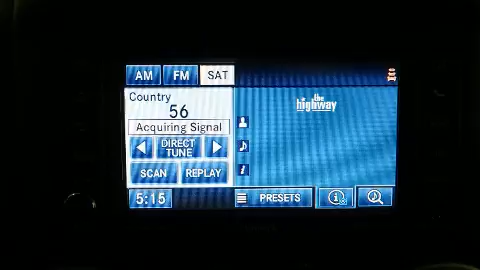 AM FM SAT
Country
56
Acquiring Signal
DIRECT TUNE
SCAN REPLAY
5:15
the highway
PRESETS